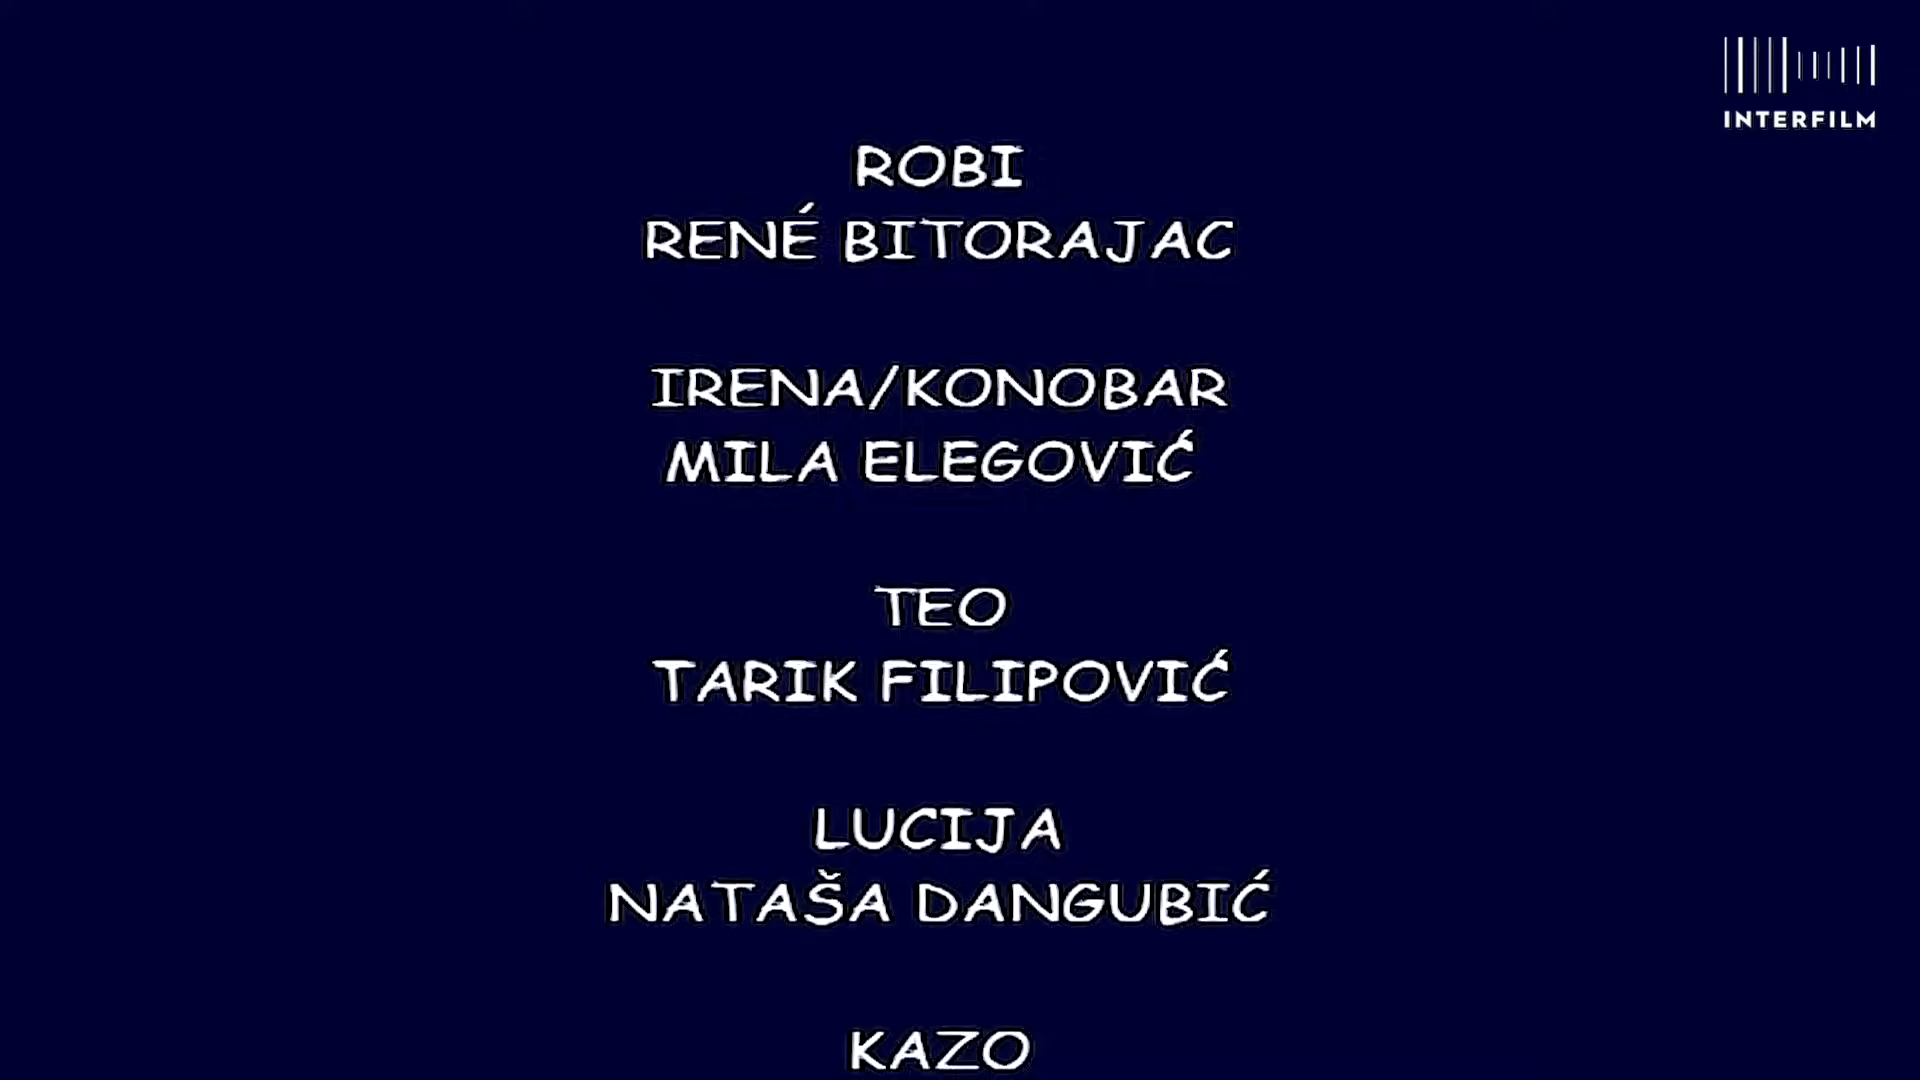 INTERFILM
ROBI
RENÉ BITORAJAC
IRENA/KONOBAR
MILA ELEGOVIĆ
TEO
TARIK FILIPOVIĆ
LUCIJA
NATAŠA DANGUBIĆ
KAZO